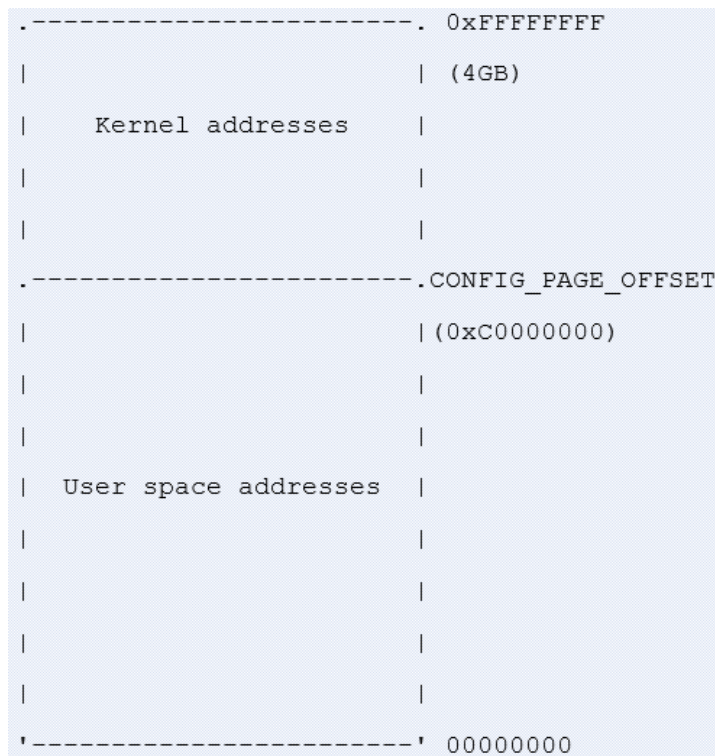 .------------------------. 0xFFFFFFFF
|                        | (4GB)
|    Kernel addresses    |
|                        |
|                        |
.------------------------.CONFIG_PAGE_OFFSET
|                        |(0xC0000000)
|                        |
|                        |
|  User space addresses  |
|                        |
|                        |
|                        |
|                        |
'------------------------' 00000000